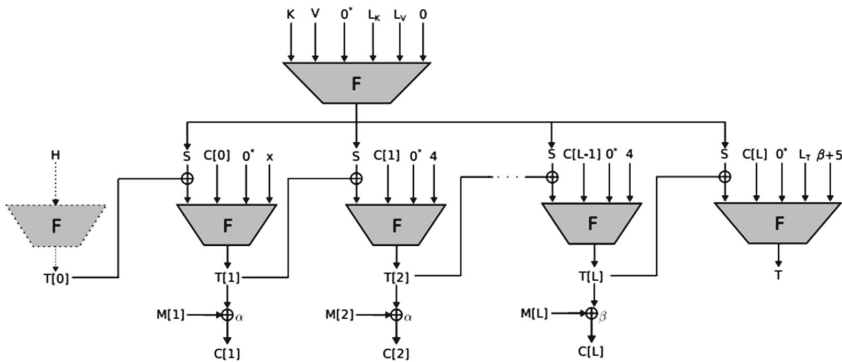 K V 0* L_K L_V 0
F
H S C[0] 0* x S C[1] 0* 4 S C[L-1] 0* 4 S C[L] 0* L_T β+5
F F F F F
T[0] T[1] T[2] . . . T[L] T
M[1] α M[2] α M[L] β
C[1] C[2] C[L]